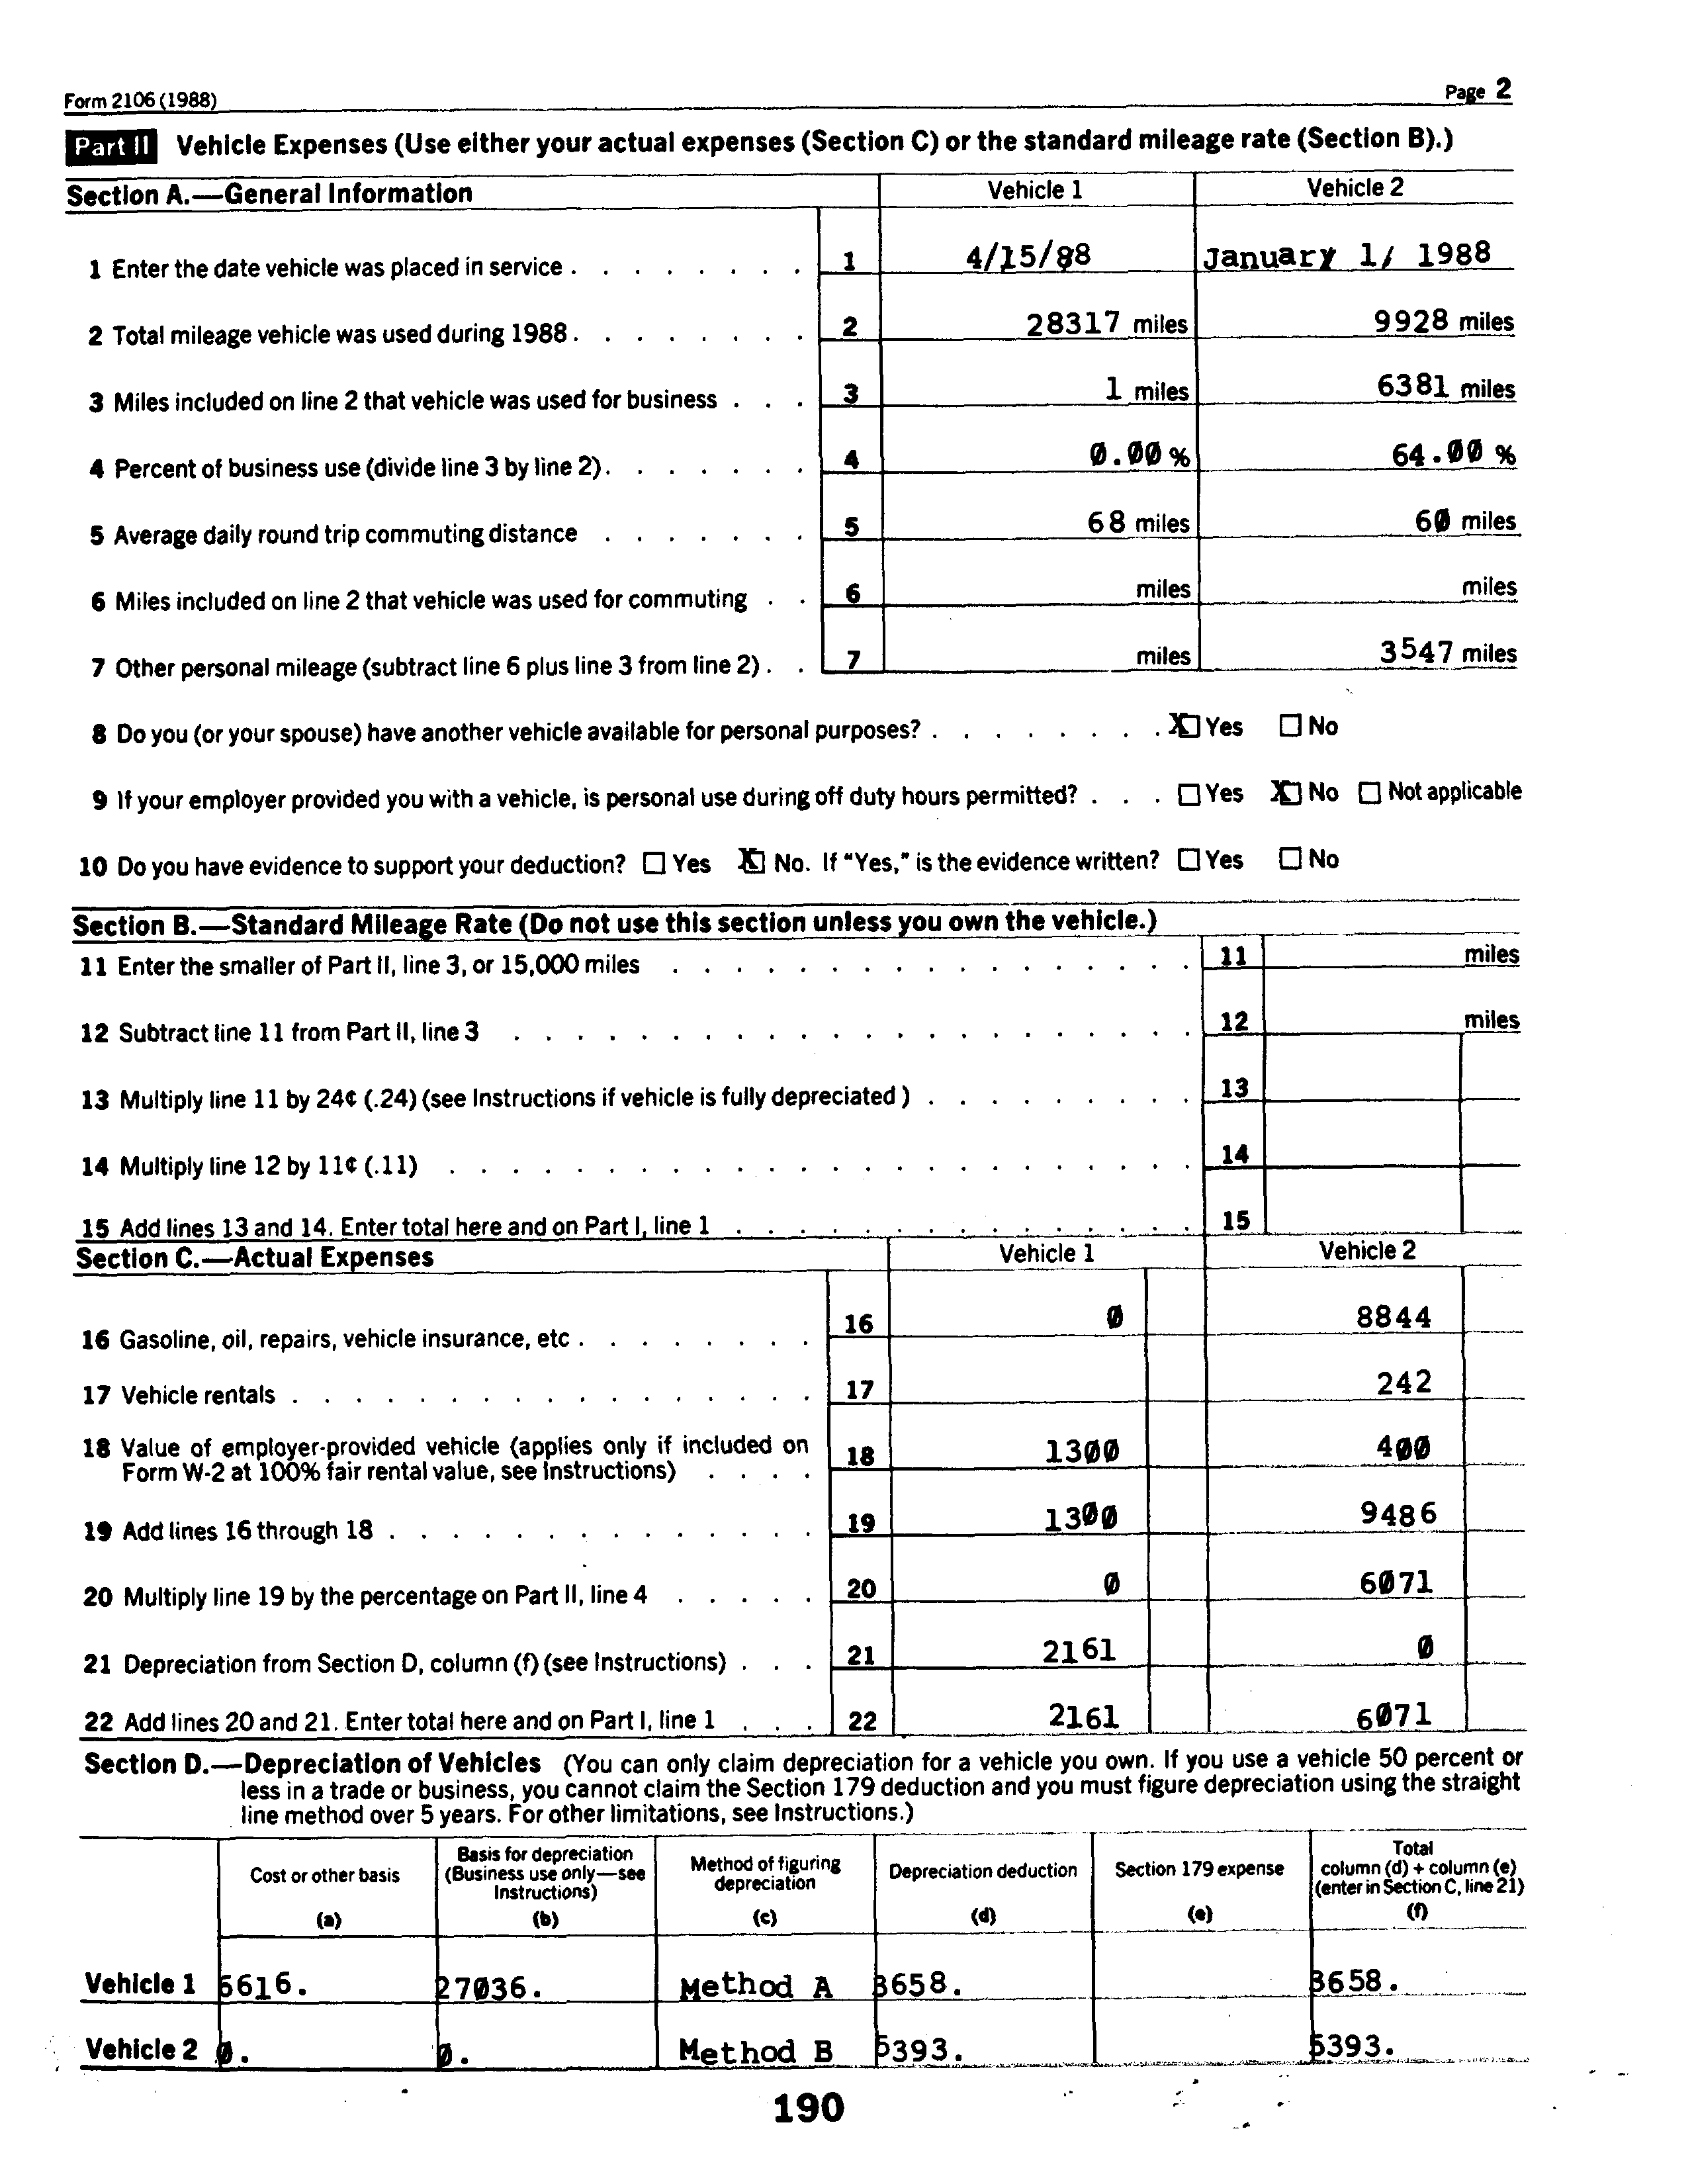 Form 2106 (1988) Page 2
Part II Vehicle Expenses (Use either your actual expenses (Section C) or the standard mileage rate (Section B).)
Section A.—General Information Vehicle 1 Vehicle 2
1 Enter the date vehicle was placed in service . . . . . . . . 1 4/15/88 January 1/ 1988
2 Total mileage vehicle was used during 1988 . . . . . . . . 2 28317 miles 9928 miles
3 Miles included on line 2 that vehicle was used for business . . . 3 1 miles 6381 miles
4 Percent of business use (divide line 3 by line 2) . . . . . . . 4 0.00 % 64.00 %
5 Average daily round trip commuting distance . . . . . . . 5 68 miles 60 miles
6 Miles included on line 2 that vehicle was used for commuting . . 6 miles miles
7 Other personal mileage (subtract line 6 plus line 3 from line 2) . . 7 miles 3547 miles
8 Do you (or your spouse) have another vehicle available for personal purposes? . . . . . . . . X Yes No
9 If your employer provided you with a vehicle, is personal use during off duty hours permitted? . . . Yes X No Not applicable
10 Do you have evidence to support your deduction? Yes X No. If "Yes," is the evidence written? Yes No
Section B.—Standard Mileage Rate (Do not use this section unless you own the vehicle.)
11 Enter the smaller of Part II, line 3, or 15,000 miles . . . . . . . . . . . . . . . . . 11 miles
12 Subtract line 11 from Part II, line 3 . . . . . . . . . . . . . . . . . . . . . . 12 miles
13 Multiply line 11 by 24¢ (.24) (see Instructions if vehicle is fully depreciated ) . . . . . . . . . 13
14 Multiply line 12 by 11¢ (.11) . . . . . . . . . . . . . . . . . . . . . . . . 14
15 Add lines 13 and 14. Enter total here and on Part I, line 1 . . . . . . . . . . . . . . . 15
Section C.—Actual Expenses Vehicle 1 Vehicle 2
16 Gasoline, oil, repairs, vehicle insurance, etc . . . . . . . . 16 0 8844
17 Vehicle rentals . . . . . . . . . . . . . . . . . 17 242
18 Value of employer-provided vehicle (applies only if included on
Form W-2 at 100% fair rental value, see Instructions) . . . . 18 1300 400
19 Add lines 16 through 18 . . . . . . . . . . . . . . 19 1300 9486
20 Multiply line 19 by the percentage on Part II, line 4 . . . . . 20 0 6071
21 Depreciation from Section D, column (f) (see Instructions) . . . 21 2161 0
22 Add lines 20 and 21. Enter total here and on Part I, line 1 . . . 22 2161 6071
Section D.—Depreciation of Vehicles (You can only claim depreciation for a vehicle you own. If you use a vehicle 50 percent or
less in a trade or business, you cannot claim the Section 179 deduction and you must figure depreciation using the straight
line method over 5 years. For other limitations, see Instructions.)
Cost or other basis
(a)
Basis for depreciation
(Business use only—see
Instructions)
(b)
Method of figuring
depreciation
(c)
Depreciation deduction
(d)
Section 179 expense
(e)
Total
column (d) + column (e)
(enter in Section C, line 21)
(f)
Vehicle 1 6616. 27036. Method A 3658. 3658.
Vehicle 2 0. 0. Method B 5393. 5393.
190